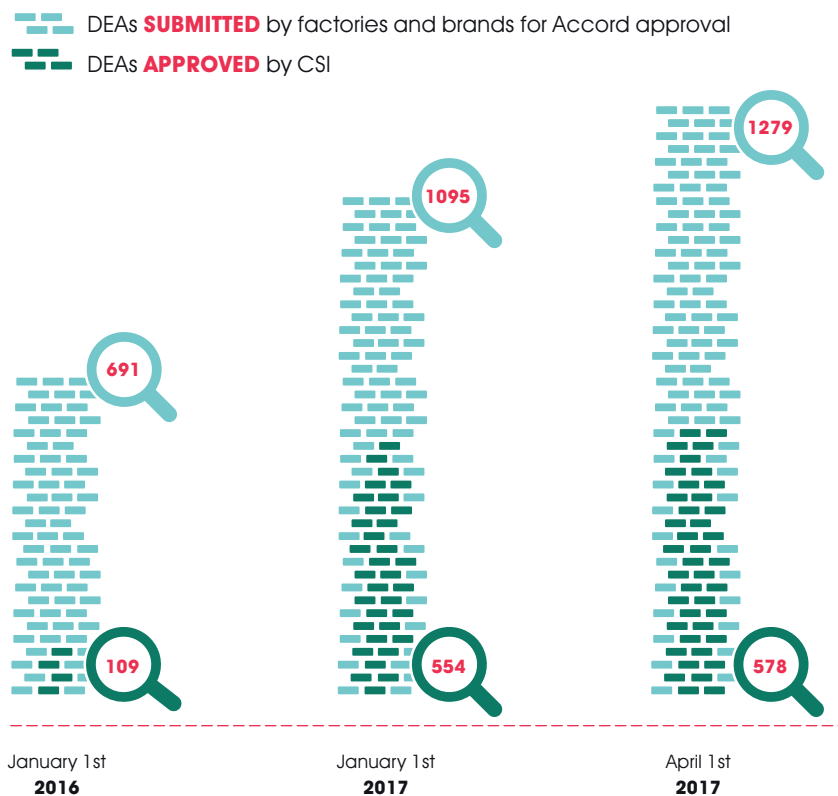 DEAs SUBMITTED by factories and brands for Accord approval
DEAs APPROVED by CSI
1279
1095
691
109
554
578
January 1st
2016
January 1st
2017
April 1st
2017